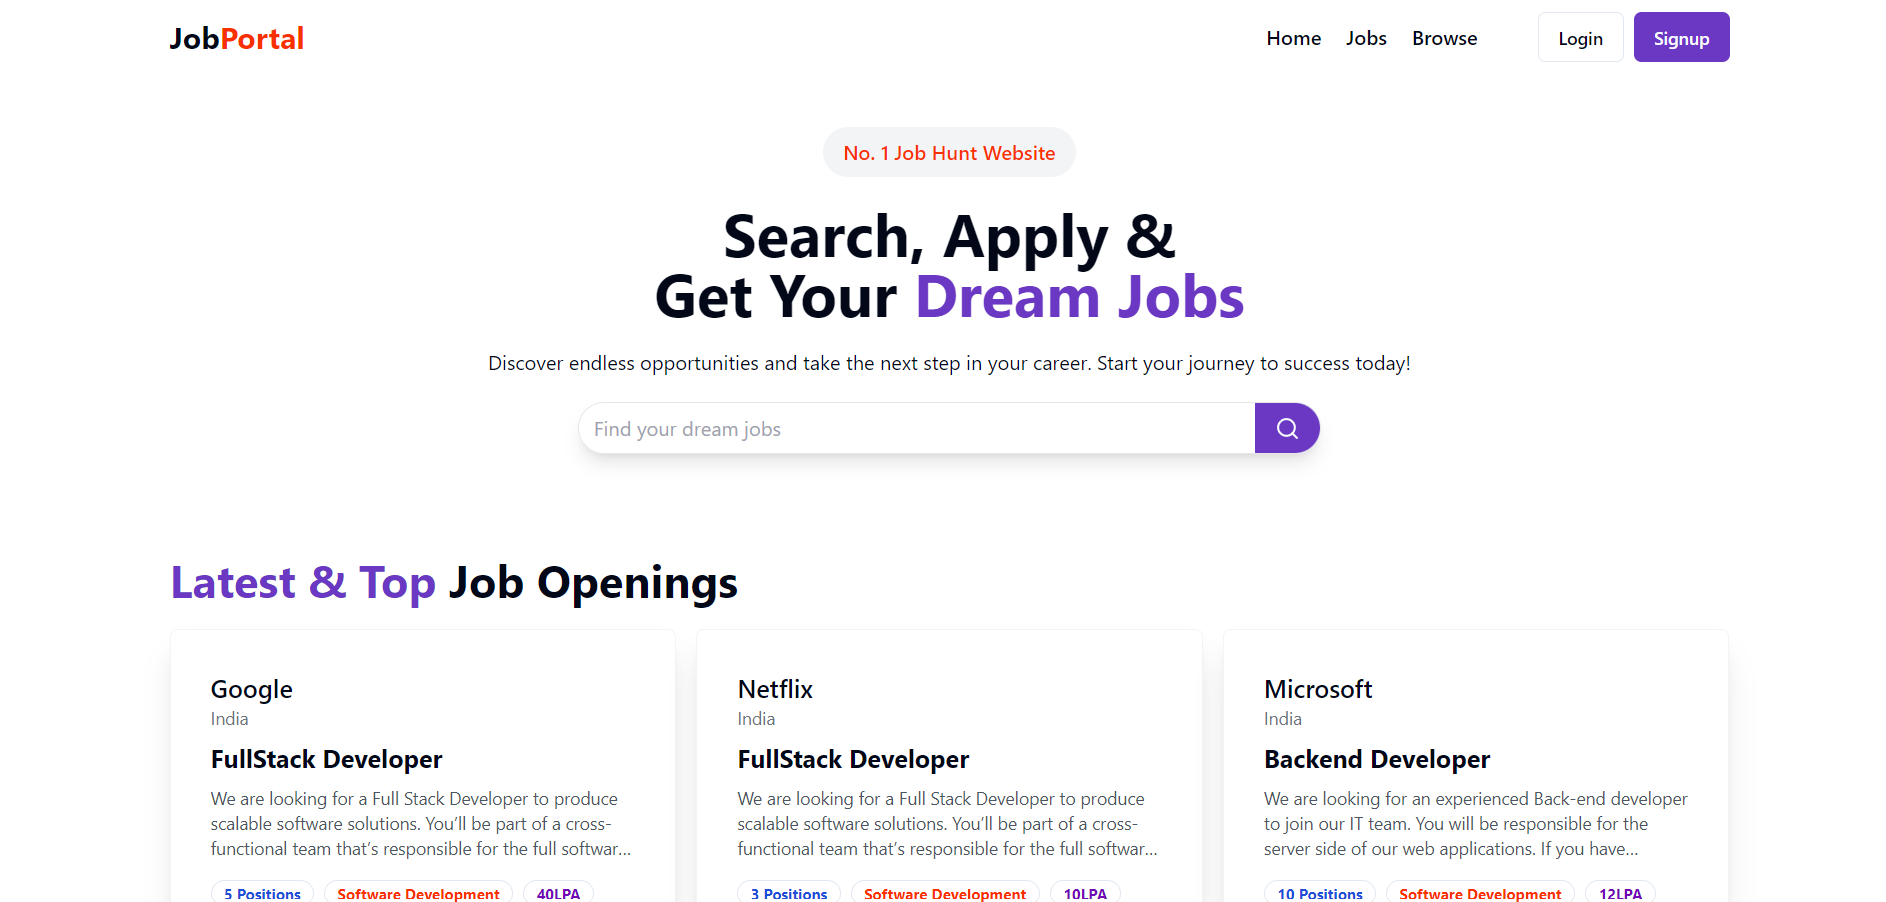 JobPortal
Home Jobs Browse Login Signup
No. 1 Job Hunt Website
Search, Apply &
Get Your Dream Jobs
Discover endless opportunities and take the next step in your career. Start your journey to success today!
Find your dream jobs
Latest & Top Job Openings
Google
India
FullStack Developer
We are looking for a Full Stack Developer to produce
scalable software solutions. You’ll be part of a cross-
functional team that’s responsible for the full softwar...
5 Positions Software Development 40LPA
Netflix
India
FullStack Developer
We are looking for a Full Stack Developer to produce
scalable software solutions. You’ll be part of a cross-
functional team that’s responsible for the full softwar...
3 Positions Software Development 10LPA
Microsoft
India
Backend Developer
We are looking for an experienced Back-end developer
to join our IT team. You will be responsible for the
server side of our web applications. If you have...
10 Positions Software Development 12LPA